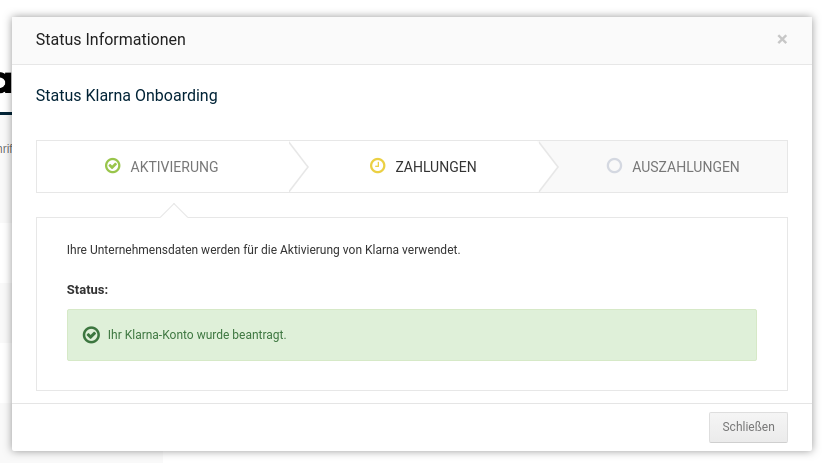 Status Informationen
×
Status Klarna Onboarding
AKTIVIERUNG
ZAHLUNGEN
AUSZAHLUNGEN
Ihre Unternehmensdaten werden für die Aktivierung von Klarna verwendet.
Status:
Ihr Klarna-Konto wurde beantragt.
Schließen